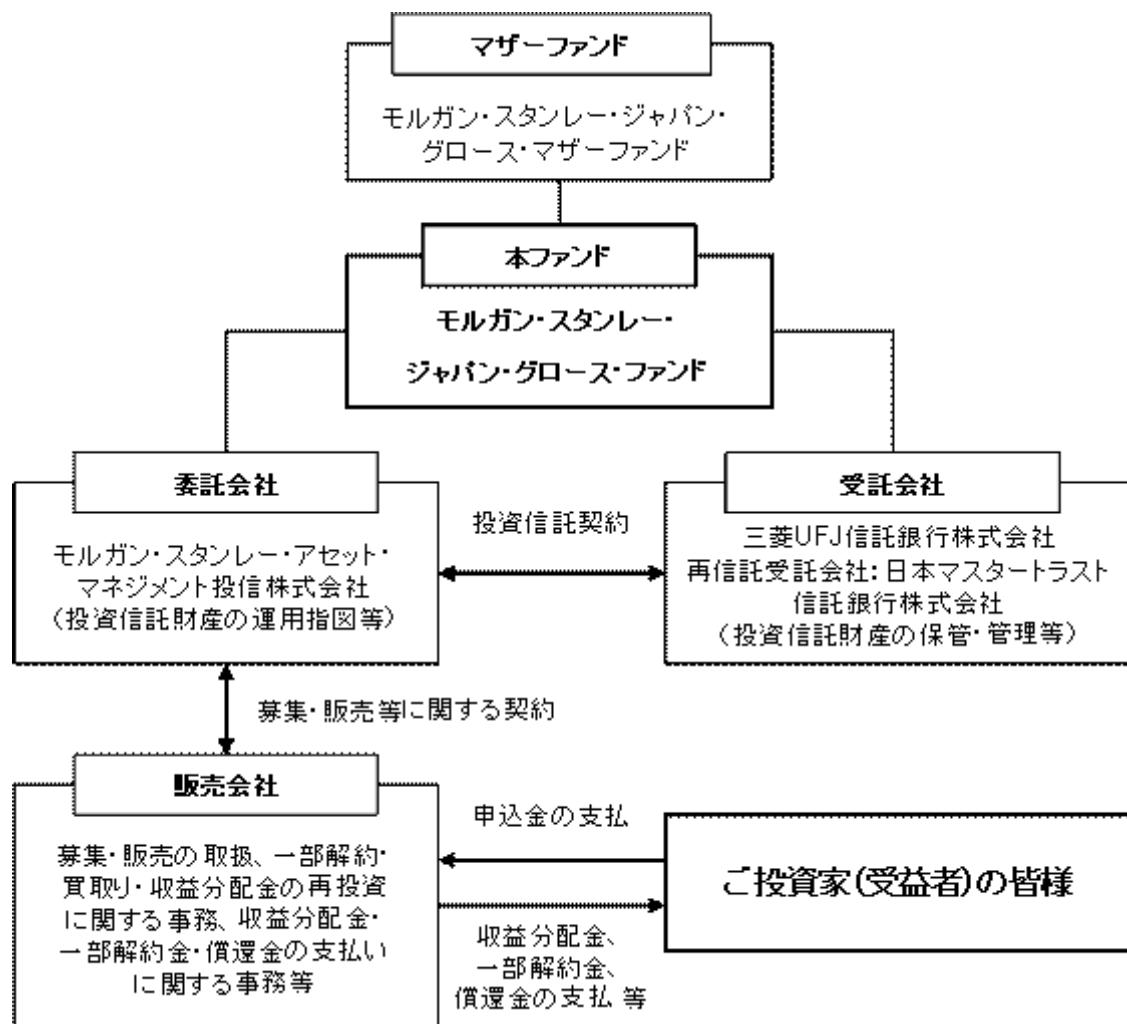 マザーファンド
モルガン・スタンレー・ジャパン・
グロース・マザーファンド
本ファンド
モルガン・スタンレー・
ジャパン・グロース・ファンド
委託会社
モルガン・スタンレー・アセット・
マネジメント投信株式会社
(投資信託財産の運用指図等)
投資信託契約
受託会社
三菱UFJ信託銀行株式会社
再信託受託会社:日本マスタートラスト
信託銀行株式会社
(投資信託財産の保管・管理等)
募集・販売等に関する契約
販売会社
募集・販売の取扱、一部解約・
買取り・収益分配金の再投資
に関する事務、収益分配金・
一部解約金・償還金の支払い
に関する事務等
申込金の支払
収益分配金、
一部解約金、
償還金の支払 等
ご投資家(受益者)の皆様